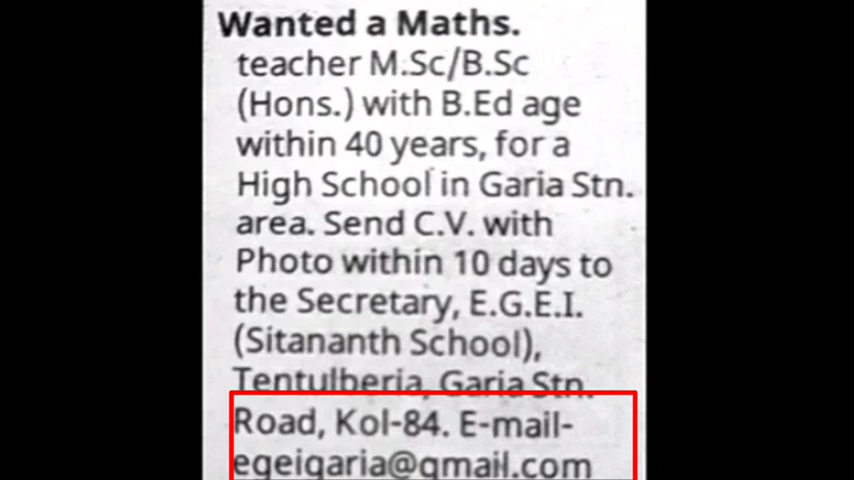 Wanted a Maths.
teacher M.Sc/B.Sc
(Hons.) with B.Ed age
within 40 years, for a
High School in Garia Stn.
area. Send C.V. with
Photo within 10 days to
the Secretary, E.G.E.I.
(Sitananth School),
Tentulberia, Garia Stn.
Road, Kol-84. E-mail-
egeigaria@gmail.com